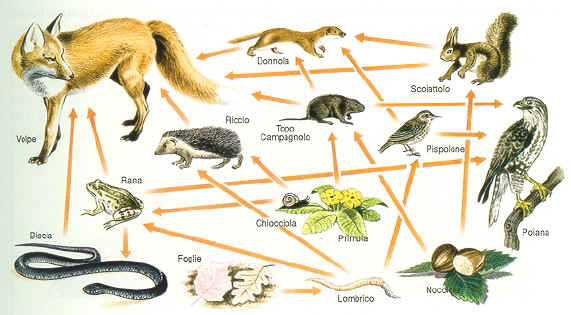 Donnola
Scoiattolo
Volpe
Riccio
Topo
Campagnolo
Pispolone
Rana
Poiana
Chiocciola
Primula
Biscia
Foglie
Lombrico
Nocciole